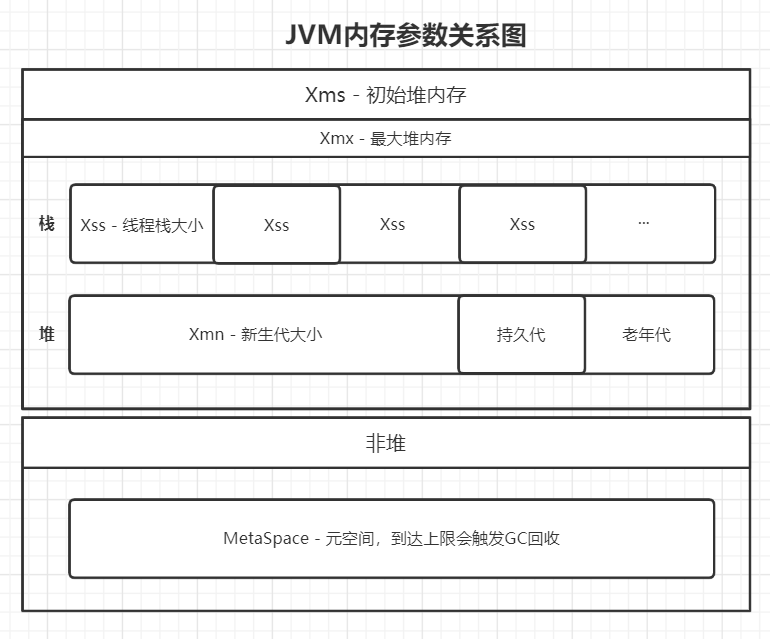 JVM内存参数关系图
Xms - 初始堆内存
Xmx - 最大堆内存
栈
Xss - 线程栈大小
Xss
Xss
Xss
...
堆
Xmn - 新生代大小
持久代
老年代
非堆
MetaSpace - 元空间，到达上限会触发GC回收